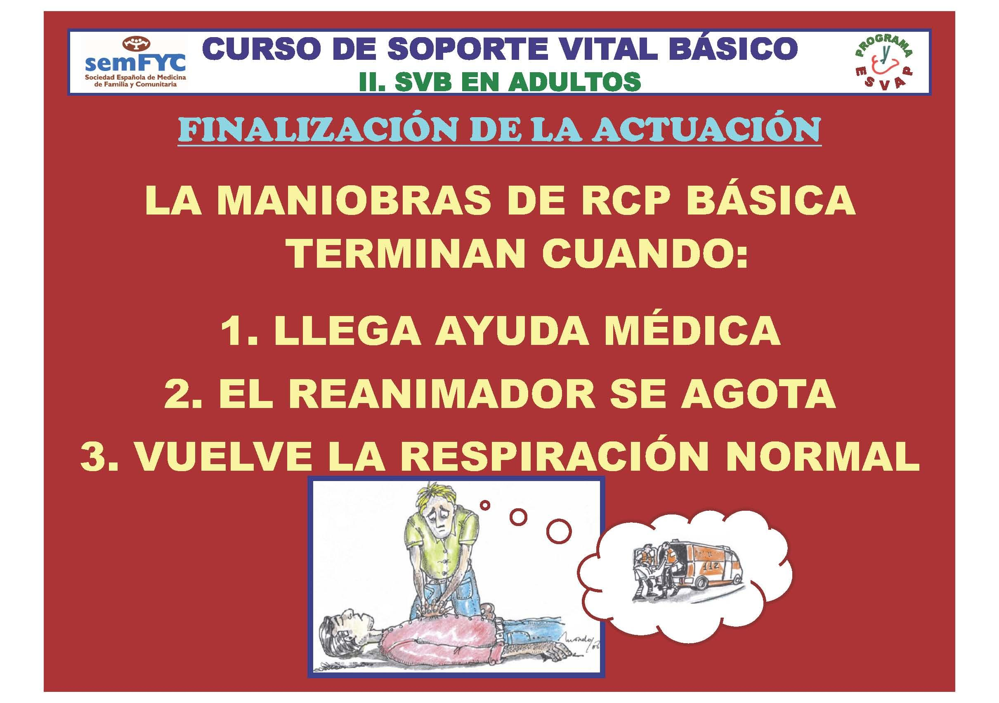 semFYC
Sociedad Española de Medicina
de Familia y Comunitaria
CURSO DE SOPORTE VITAL BÁSICO
II. SVB EN ADULTOS
PROGRAMA
ESVAP
FINALIZACIÓN DE LA ACTUACIÓN
LA MANIOBRAS DE RCP BÁSICA
TERMINAN CUANDO:
1. LLEGA AYUDA MÉDICA
2. EL REANIMADOR SE AGOTA
3. VUELVE LA RESPIRACIÓN NORMAL
112